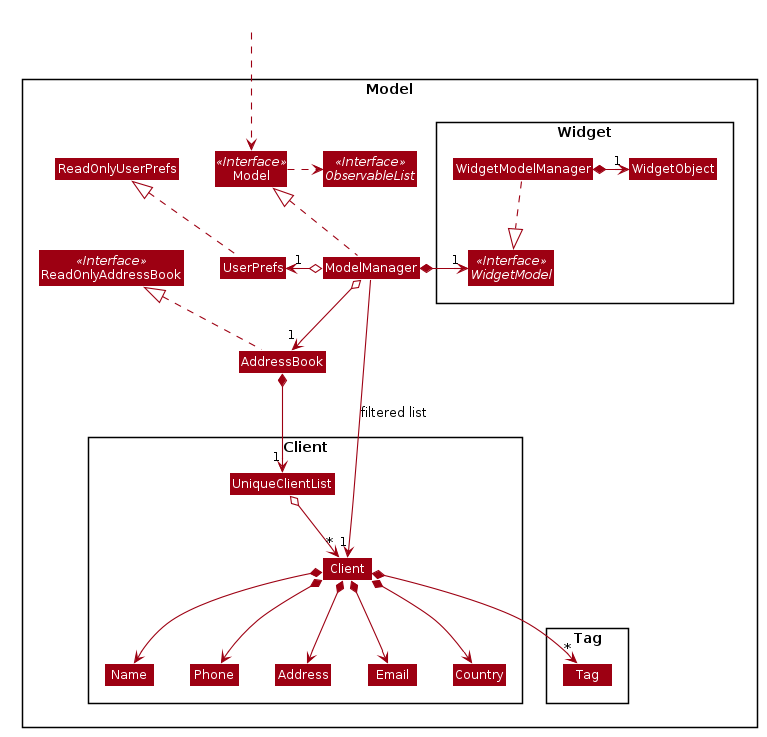 Model
Widget
ReadOnlyUserPrefs
«Interface»
Model
«Interface»
ObservableList
WidgetModelManager
1
WidgetObject
«Interface»
ReadOnlyAddressBook
UserPrefs
1
ModelManager
1
«Interface»
WidgetModel
1
AddressBook
filtered list
Client
1
UniqueClientList
*
1
Client
Tag
*
Name
Phone
Address
Email
Country
Tag